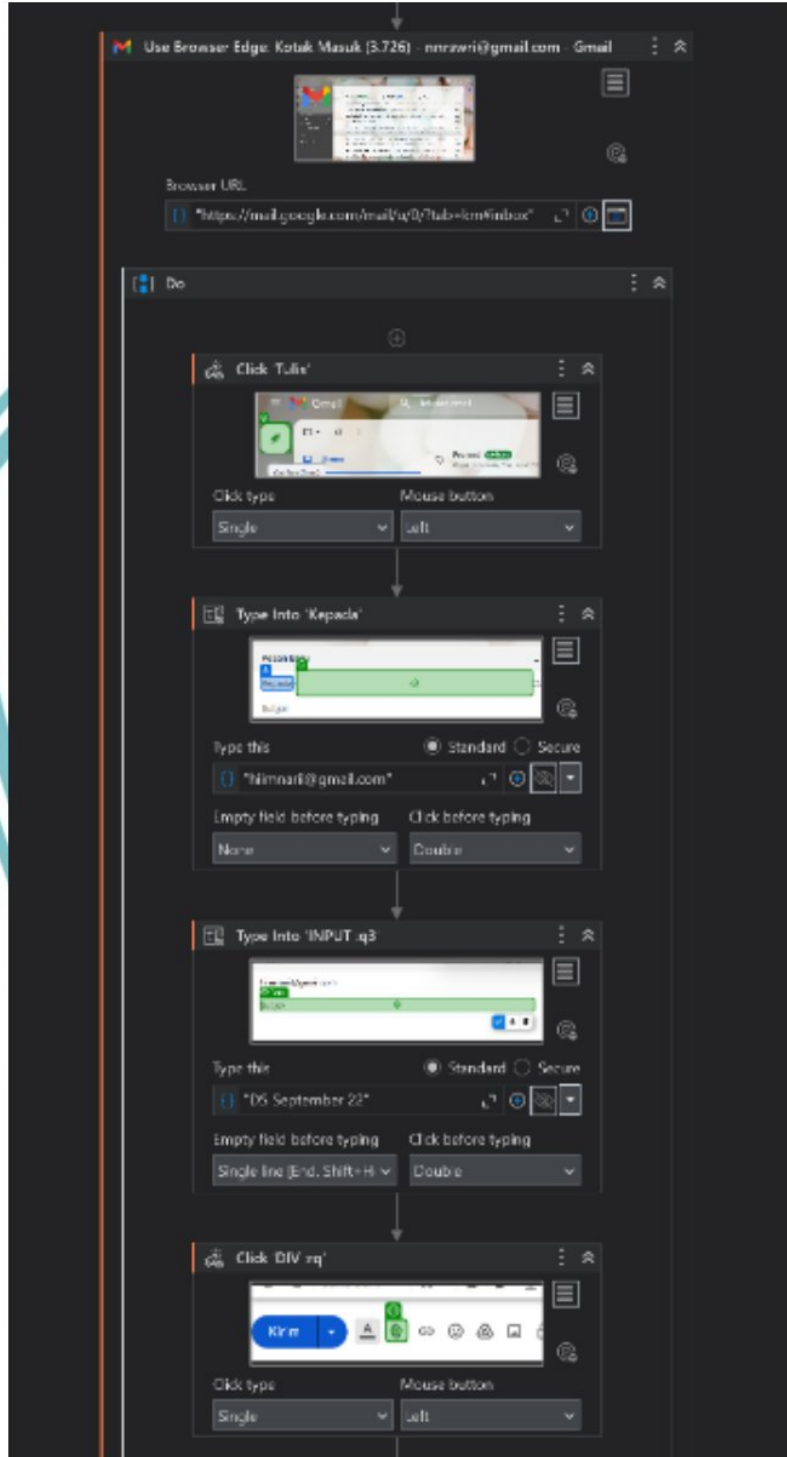 Use Browser Edge: Kotak Masuk (3.726) - nnrzwri@gmail.com - Gmail
Browser URL
"https://mail.google.com/mail/u/0/?tab=km#inbox"
Do
Click 'Tulis'
Gmail
Click type
Mouse button
Single
Left
Type Into 'Kepada'
Type this
Standard
Secure
"hiimnarii@gmail.com"
Empty field before typing
Click before typing
None
Double
Type Into 'INPUT :q3'
Type this
Standard
Secure
"DS September 22"
Empty field before typing
Click before typing
Single line [End, Shift+H
Double
Click 'DIV :rq'
Kirim
A
Click type
Mouse button
Single
Left